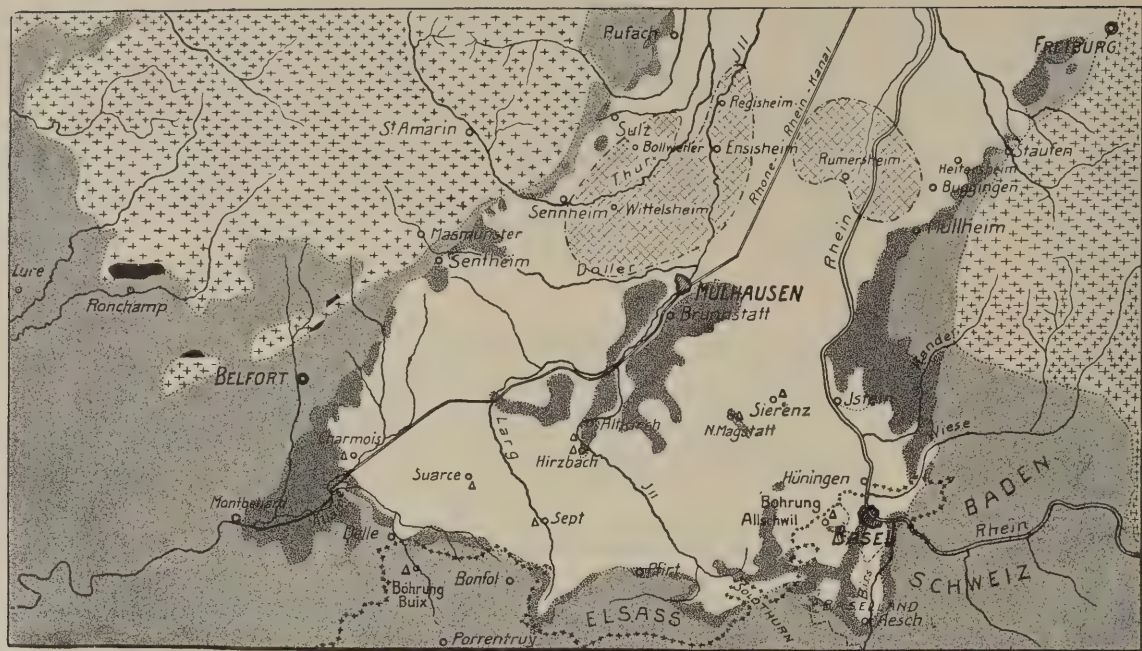 Rufach
Jll
Rhone - Rhein - Kanal
FREIBURG
Regisheim
St Amarin
Sulz
Bollweiler
Ensisheim
Thur
Rumersheim
Staufen
Heitersheim
Buggingen
Sennheim
Wittelsheim
Müllheim
Masmünster
Sentheim
Doller
Rhein
Lure
Ronchamp
MÜLHAUSEN
Brunnstatt
Kander
BELFORT
Sierenz
Jstein
N. Magstatt
Larg
Altkirch
Wiese
Charmois
Hirzbach
Suarce
Jll
Hüningen
BADEN
Bohrung
Allschwil
Montbeliard
Sept
BASEL
Rhein
Delle
SCHWEIZ
Bohrung
Buix
Bonfol
Pfirt
SOLOTHURN
Birs
BASELLAND
ELSASS
Aesch
Porrentruy